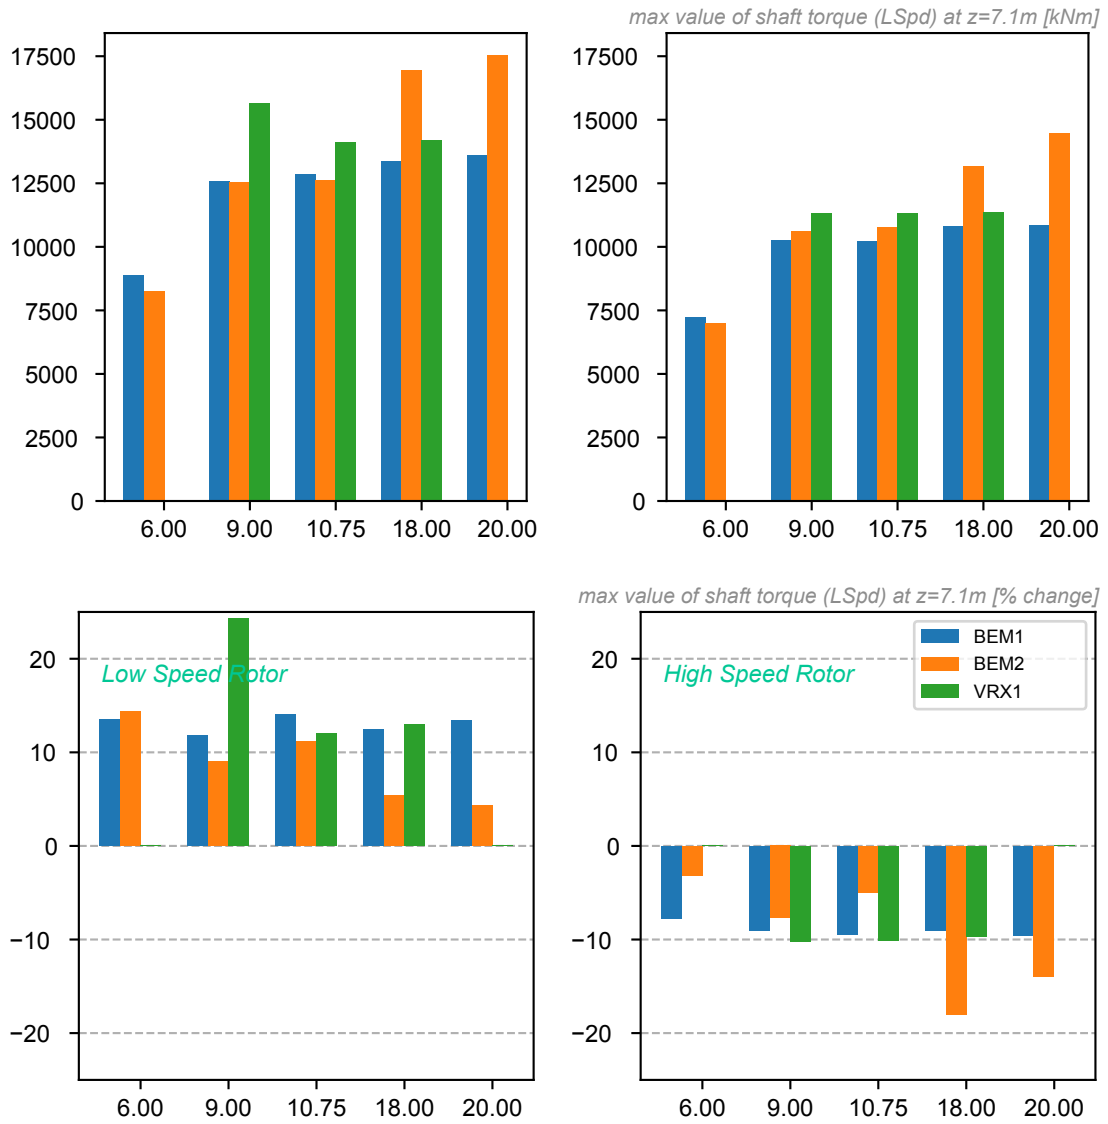 max value of shaft torque (LSpd) at z=7.1m [kNm]
17500
15000
12500
10000
7500
5000
2500
0
6.00 9.00 10.75 18.00 20.00
17500
15000
12500
10000
7500
5000
2500
0
6.00 9.00 10.75 18.00 20.00
max value of shaft torque (LSpd) at z=7.1m [% change]
Low Speed Rotor
20
10
0
−10
−20
6.00 9.00 10.75 18.00 20.00
High Speed Rotor
BEM1
BEM2
VRX1
20
10
0
−10
−20
6.00 9.00 10.75 18.00 20.00